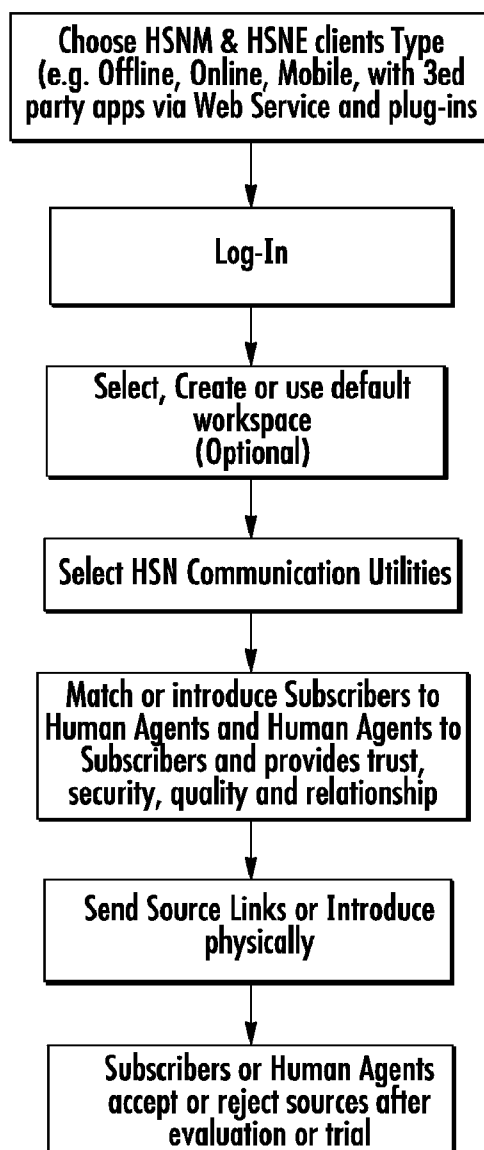 Choose HSNM & HSNE clients Type
(e.g. Offline, Online, Mobile, with 3ed
party apps via Web Service and plug-ins
Log-In
Select, Create or use default
workspace
(Optional)
Select HSN Communication Utilities
Match or introduce Subscribers to
Human Agents and Human Agents to
Subscribers and provides trust,
security, quality and relationship
Send Source Links or Introduce
physically
Subscribers or Human Agents
accept or reject sources after
evaluation or trial